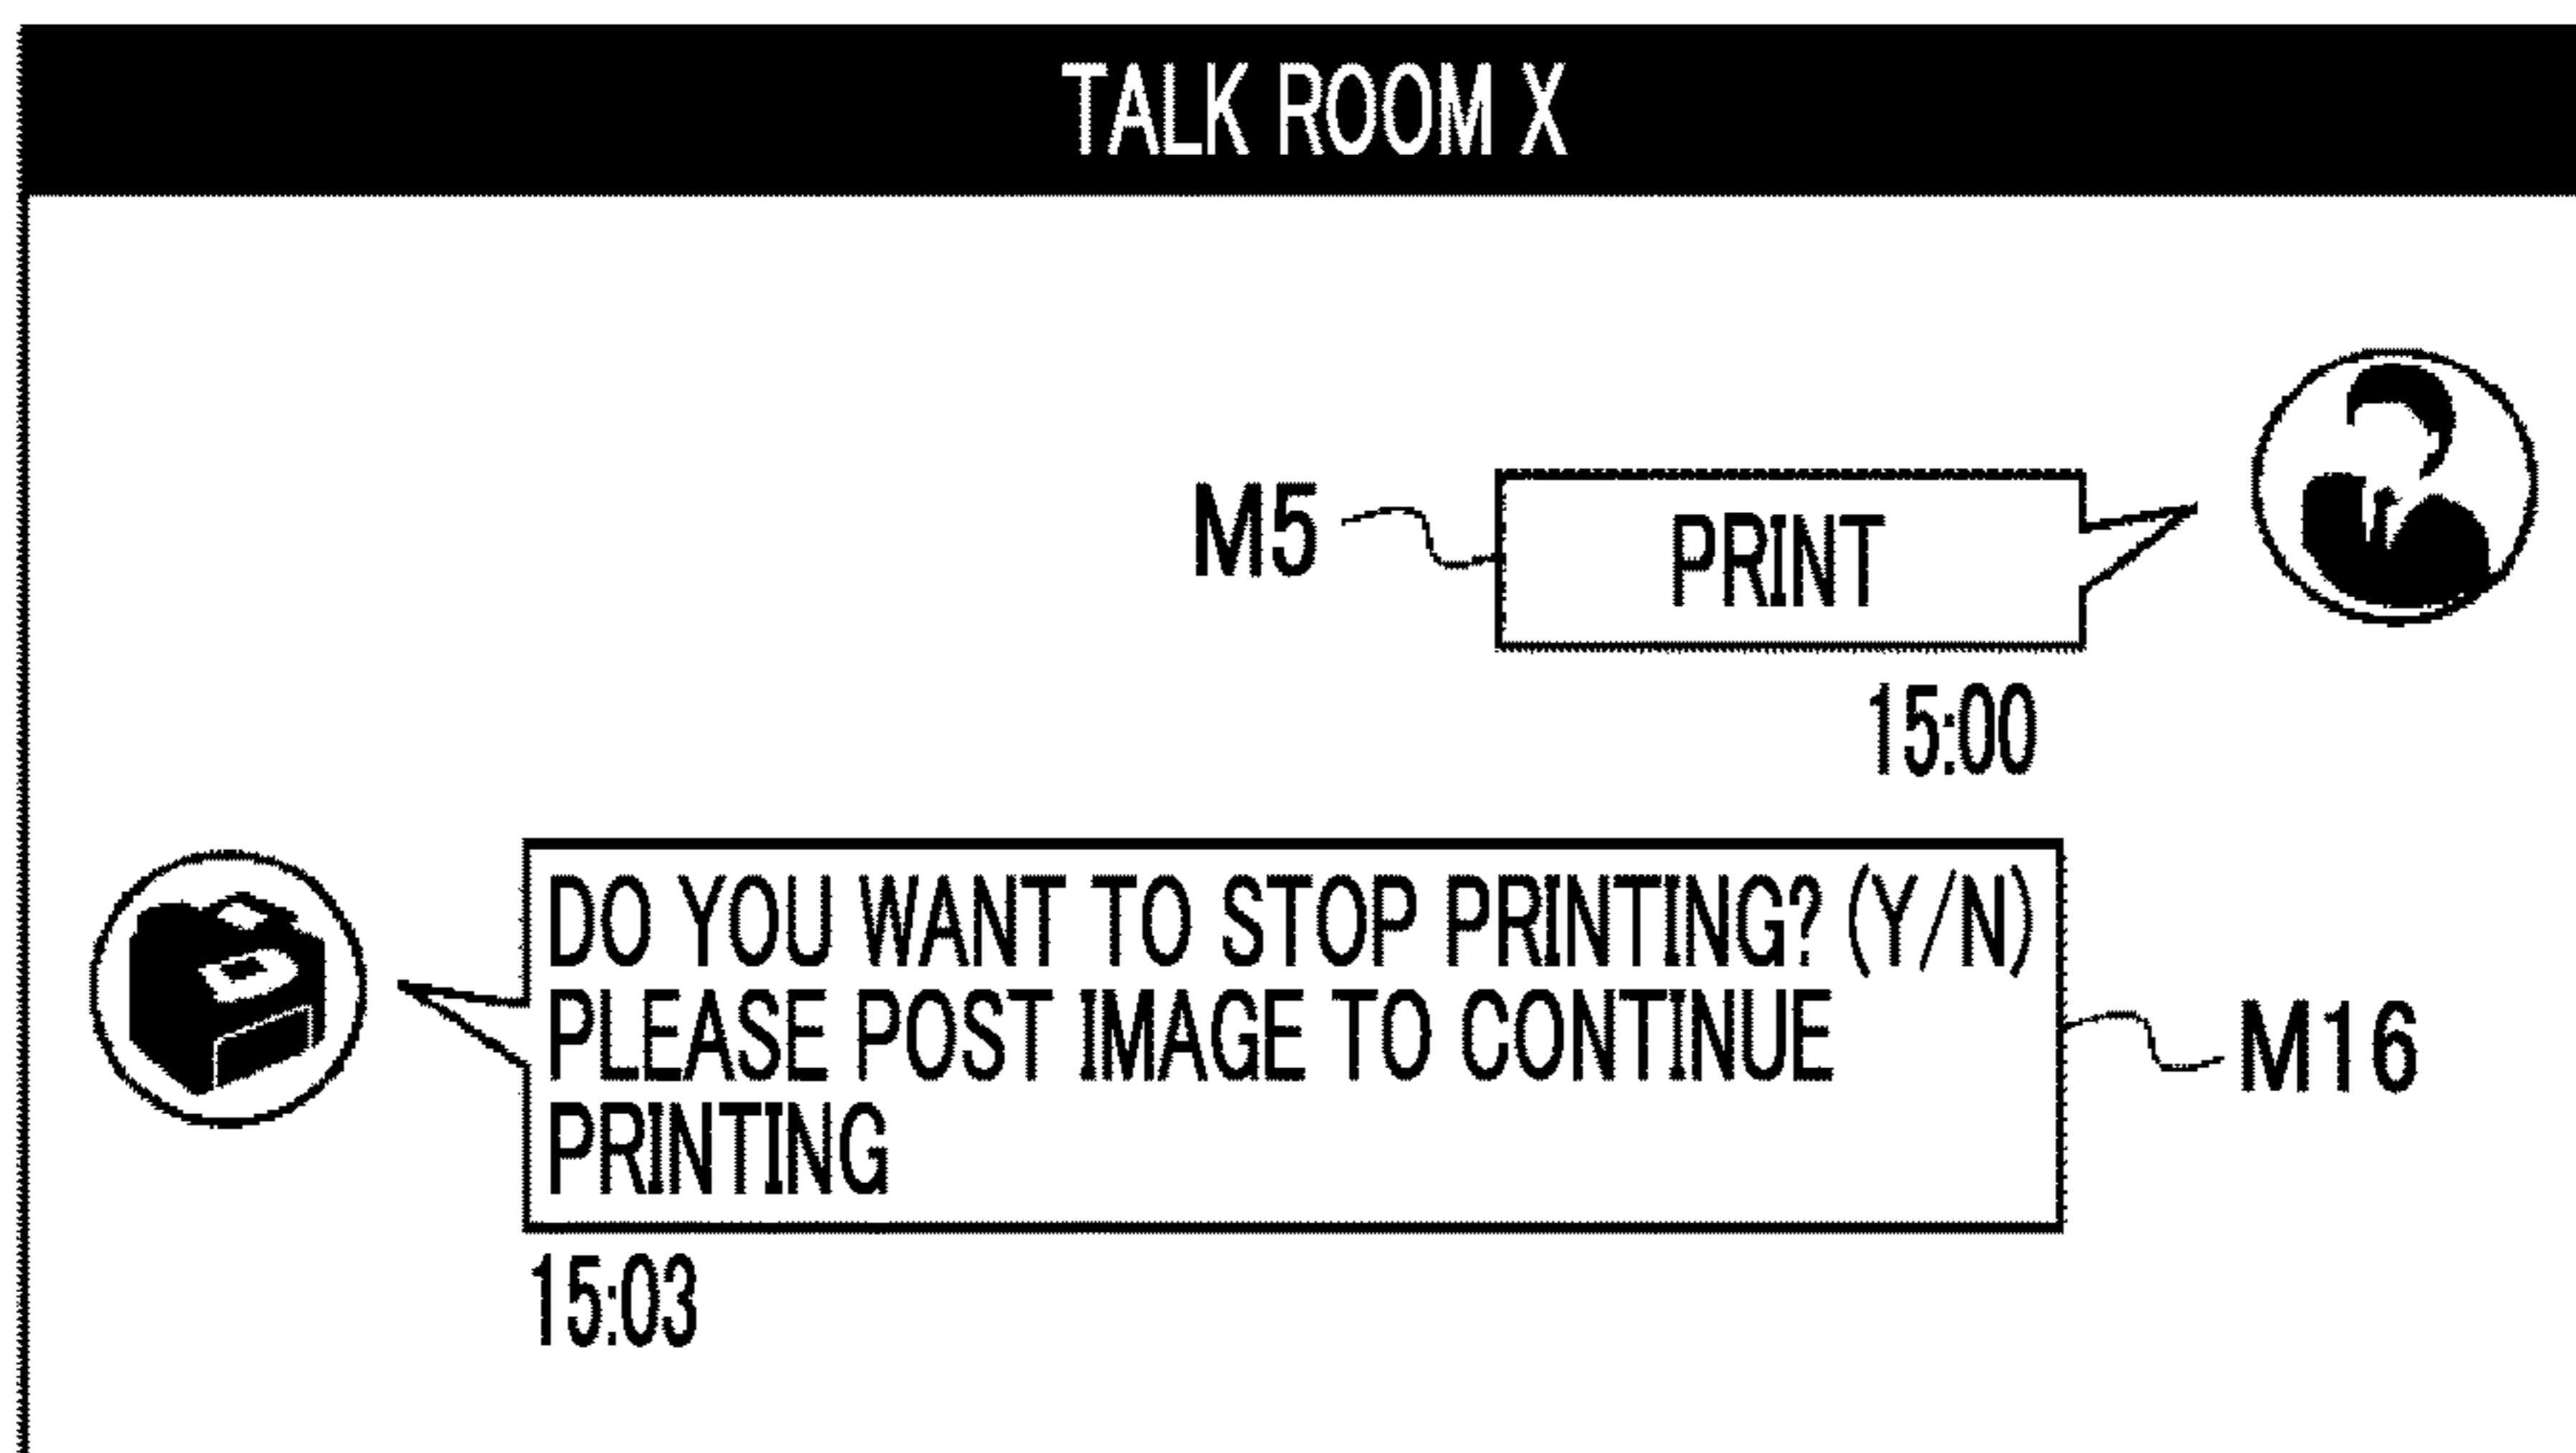 TALK ROOM X
M5
PRINT
15:00
DO YOU WANT TO STOP PRINTING? (Y/N)
PLEASE POST IMAGE TO CONTINUE
PRINTING
M16
15:03